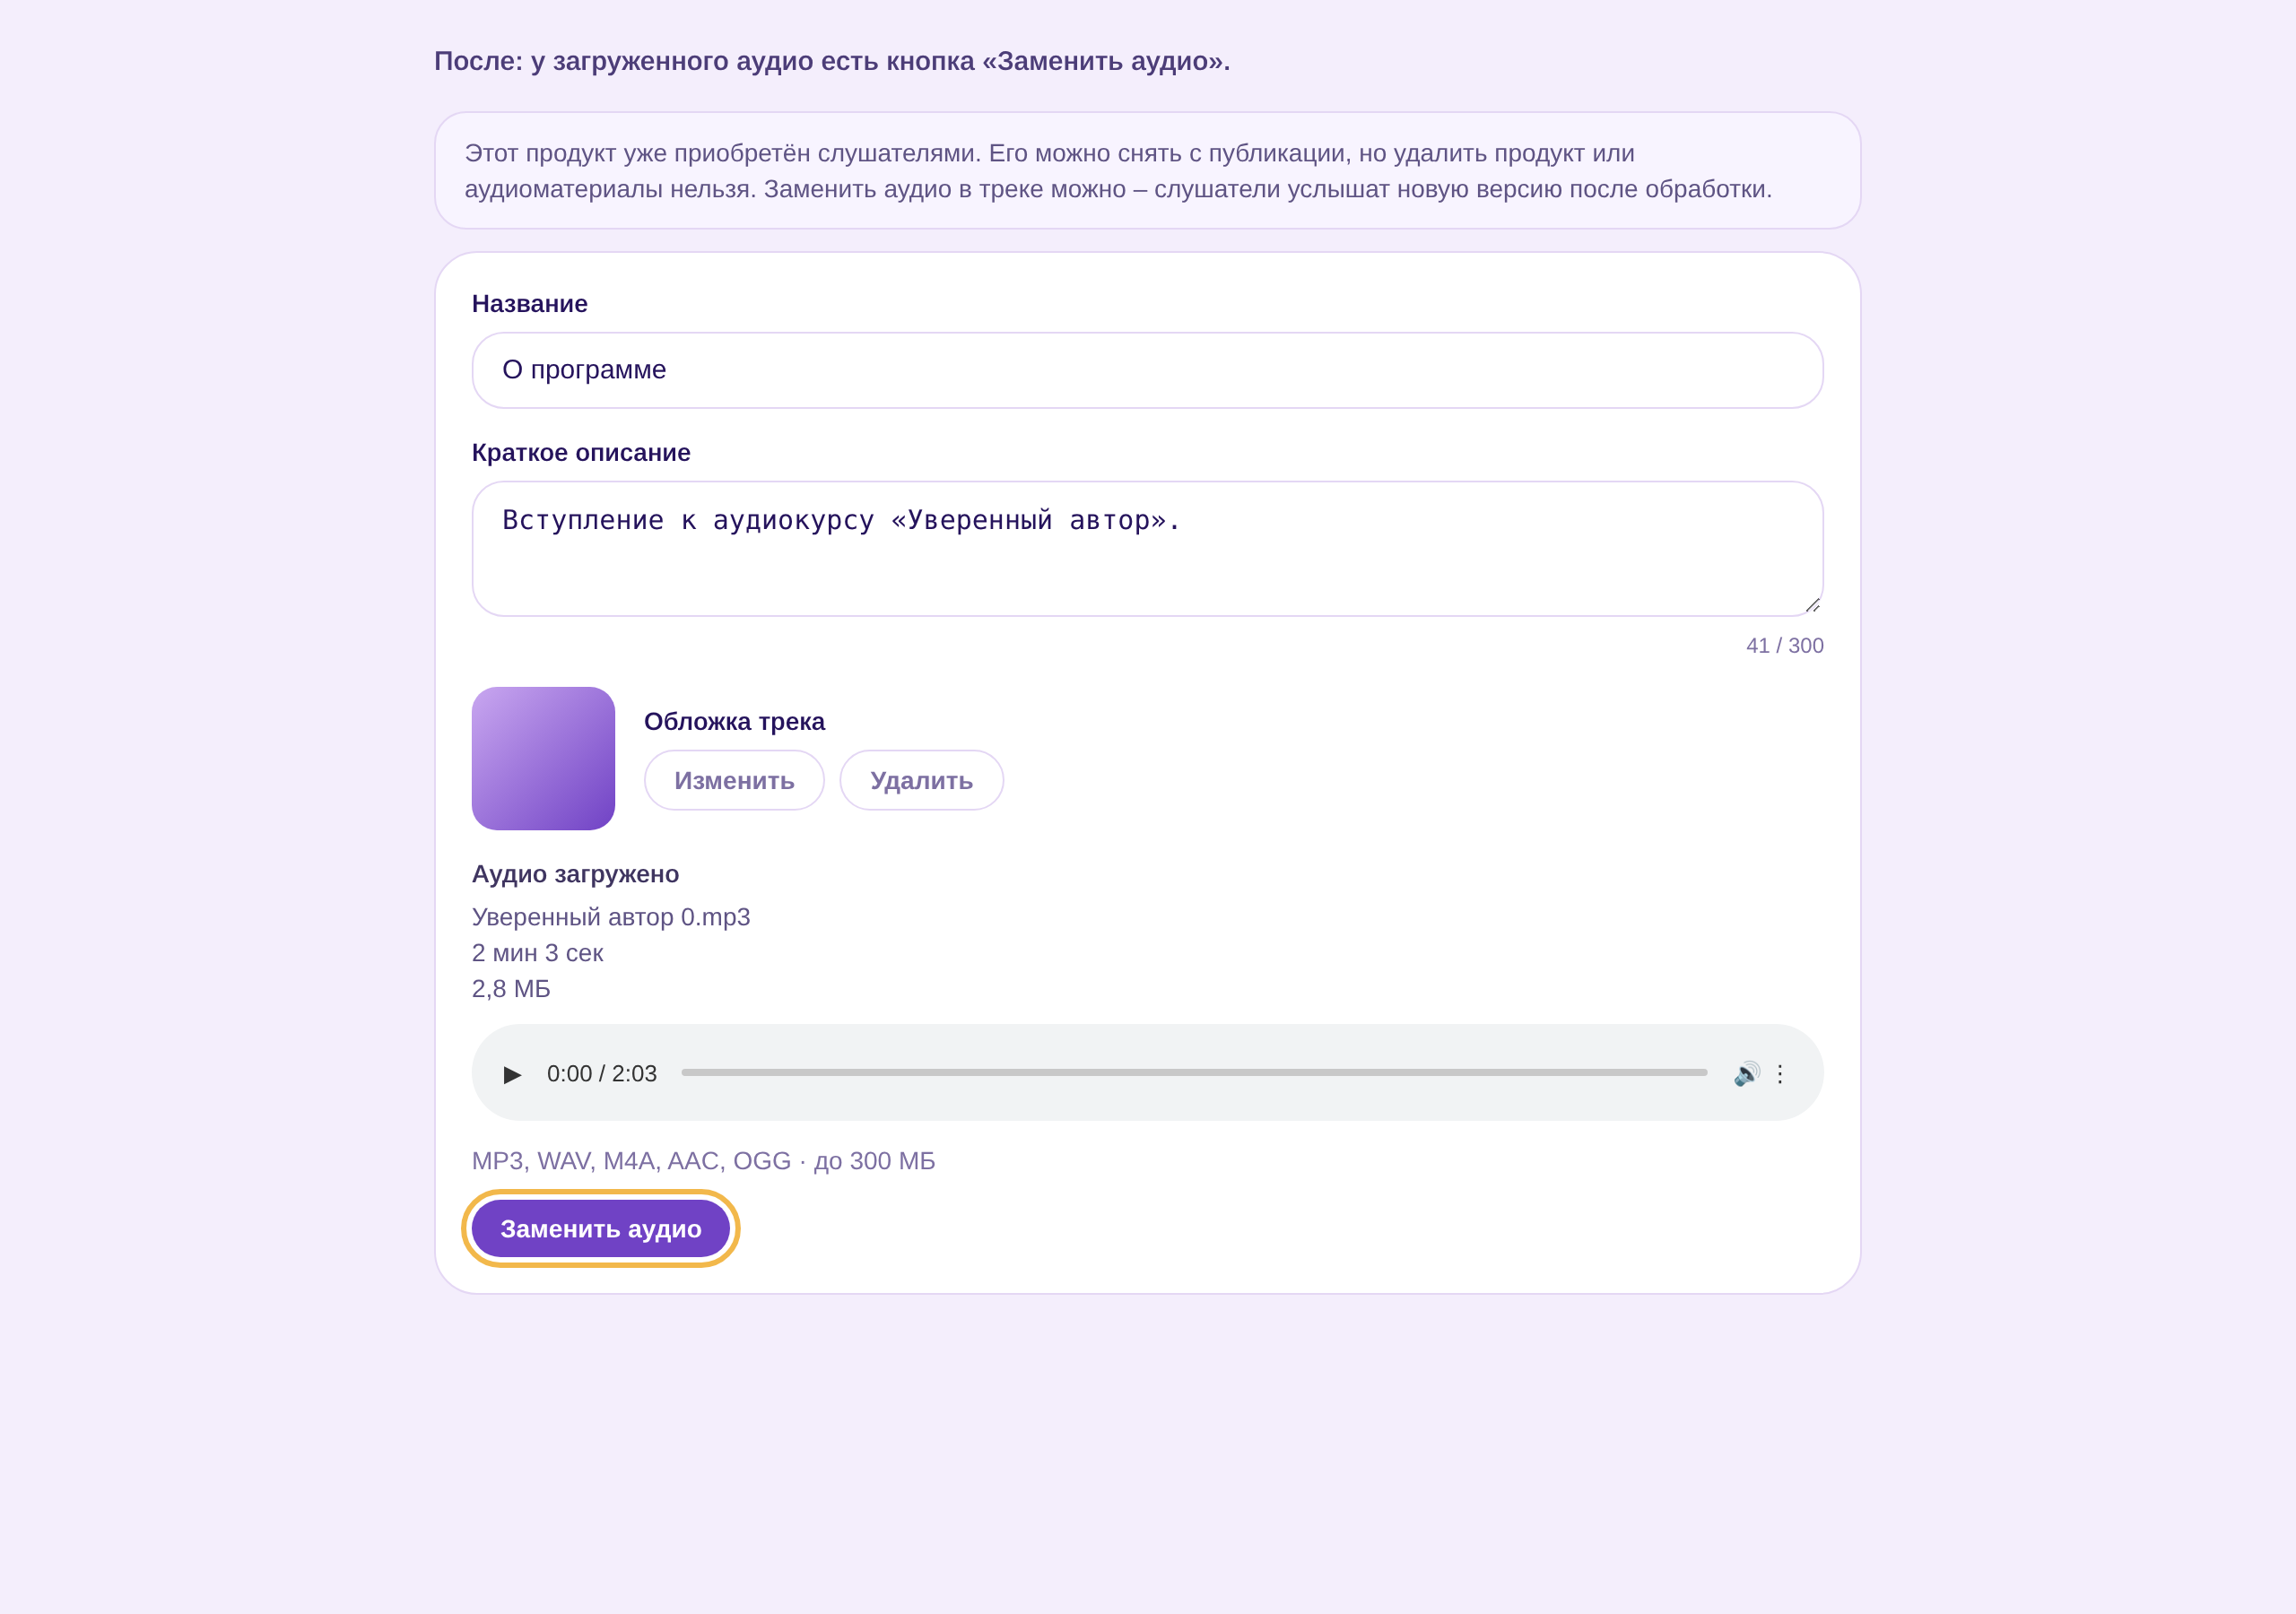 После: у загруженного аудио есть кнопка «Заменить аудио».
Этот продукт уже приобретён слушателями. Его можно снять с публикации, но удалить продукт или
аудиоматериалы нельзя. Заменить аудио в треке можно – слушатели услышат новую версию после обработки.
Название
О программе
Краткое описание
Вступление к аудиокурсу «Уверенный автор».
41 / 300
Обложка трека
Изменить Удалить
Аудио загружено
Уверенный автор 0.mp3
2 мин 3 сек
2,8 МБ
0:00 / 2:03
MP3, WAV, M4A, AAC, OGG · до 300 МБ
Заменить аудио